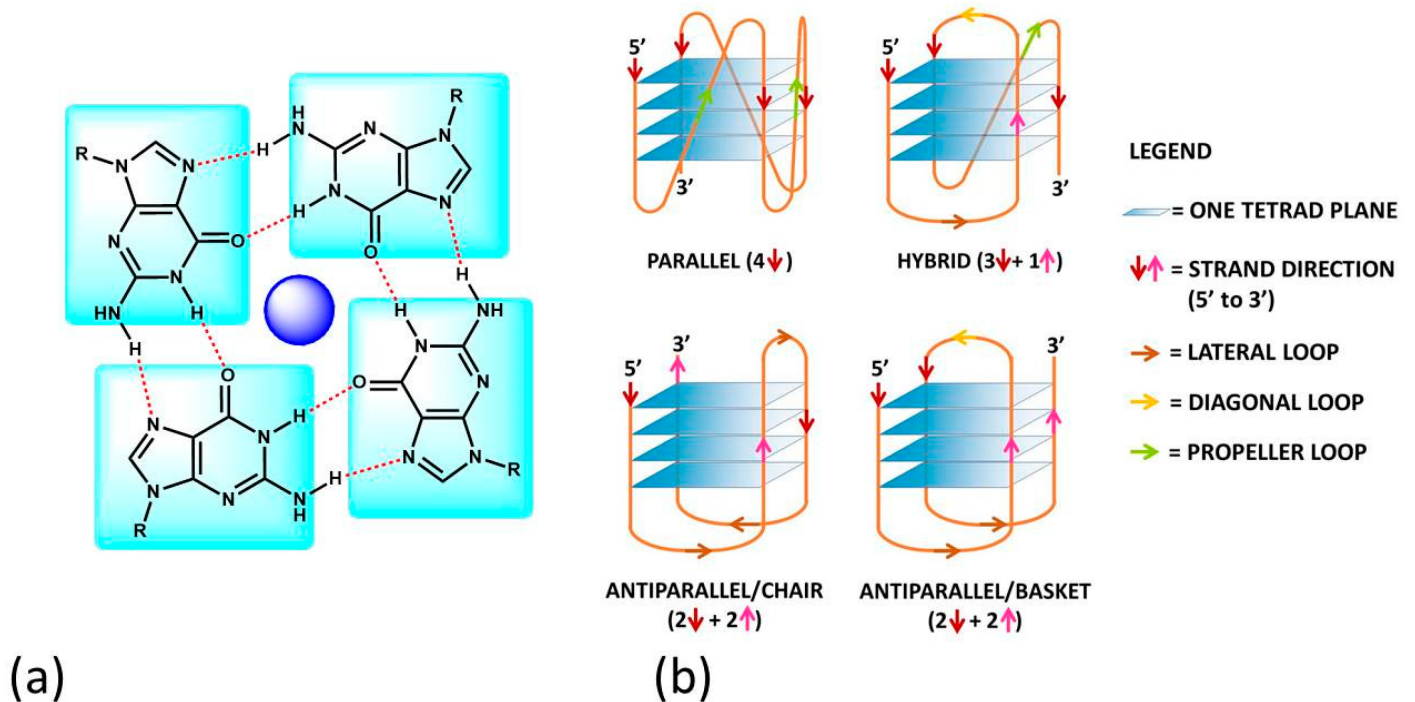 R
H
H
N
N
N
R
H
N
N
N
N
H
N
O
N
H
N
N
O
H
H
NH
HN
H
H
N
O
N
N
O
H
N
N
N
H
N
N
N
N
R
N
H
R
(a)
5’
3’
PARALLEL (4↓)
5’
3’
HYBRID (3↓+ 1↑)
5’
3’
ANTIPARALLEL/CHAIR
(2↓ + 2↑)
5’
3’
ANTIPARALLEL/BASKET
(2↓ + 2↑)
(b)
LEGEND
= ONE TETRAD PLANE
= STRAND DIRECTION
(5’ to 3’)
= LATERAL LOOP
= DIAGONAL LOOP
= PROPELLER LOOP